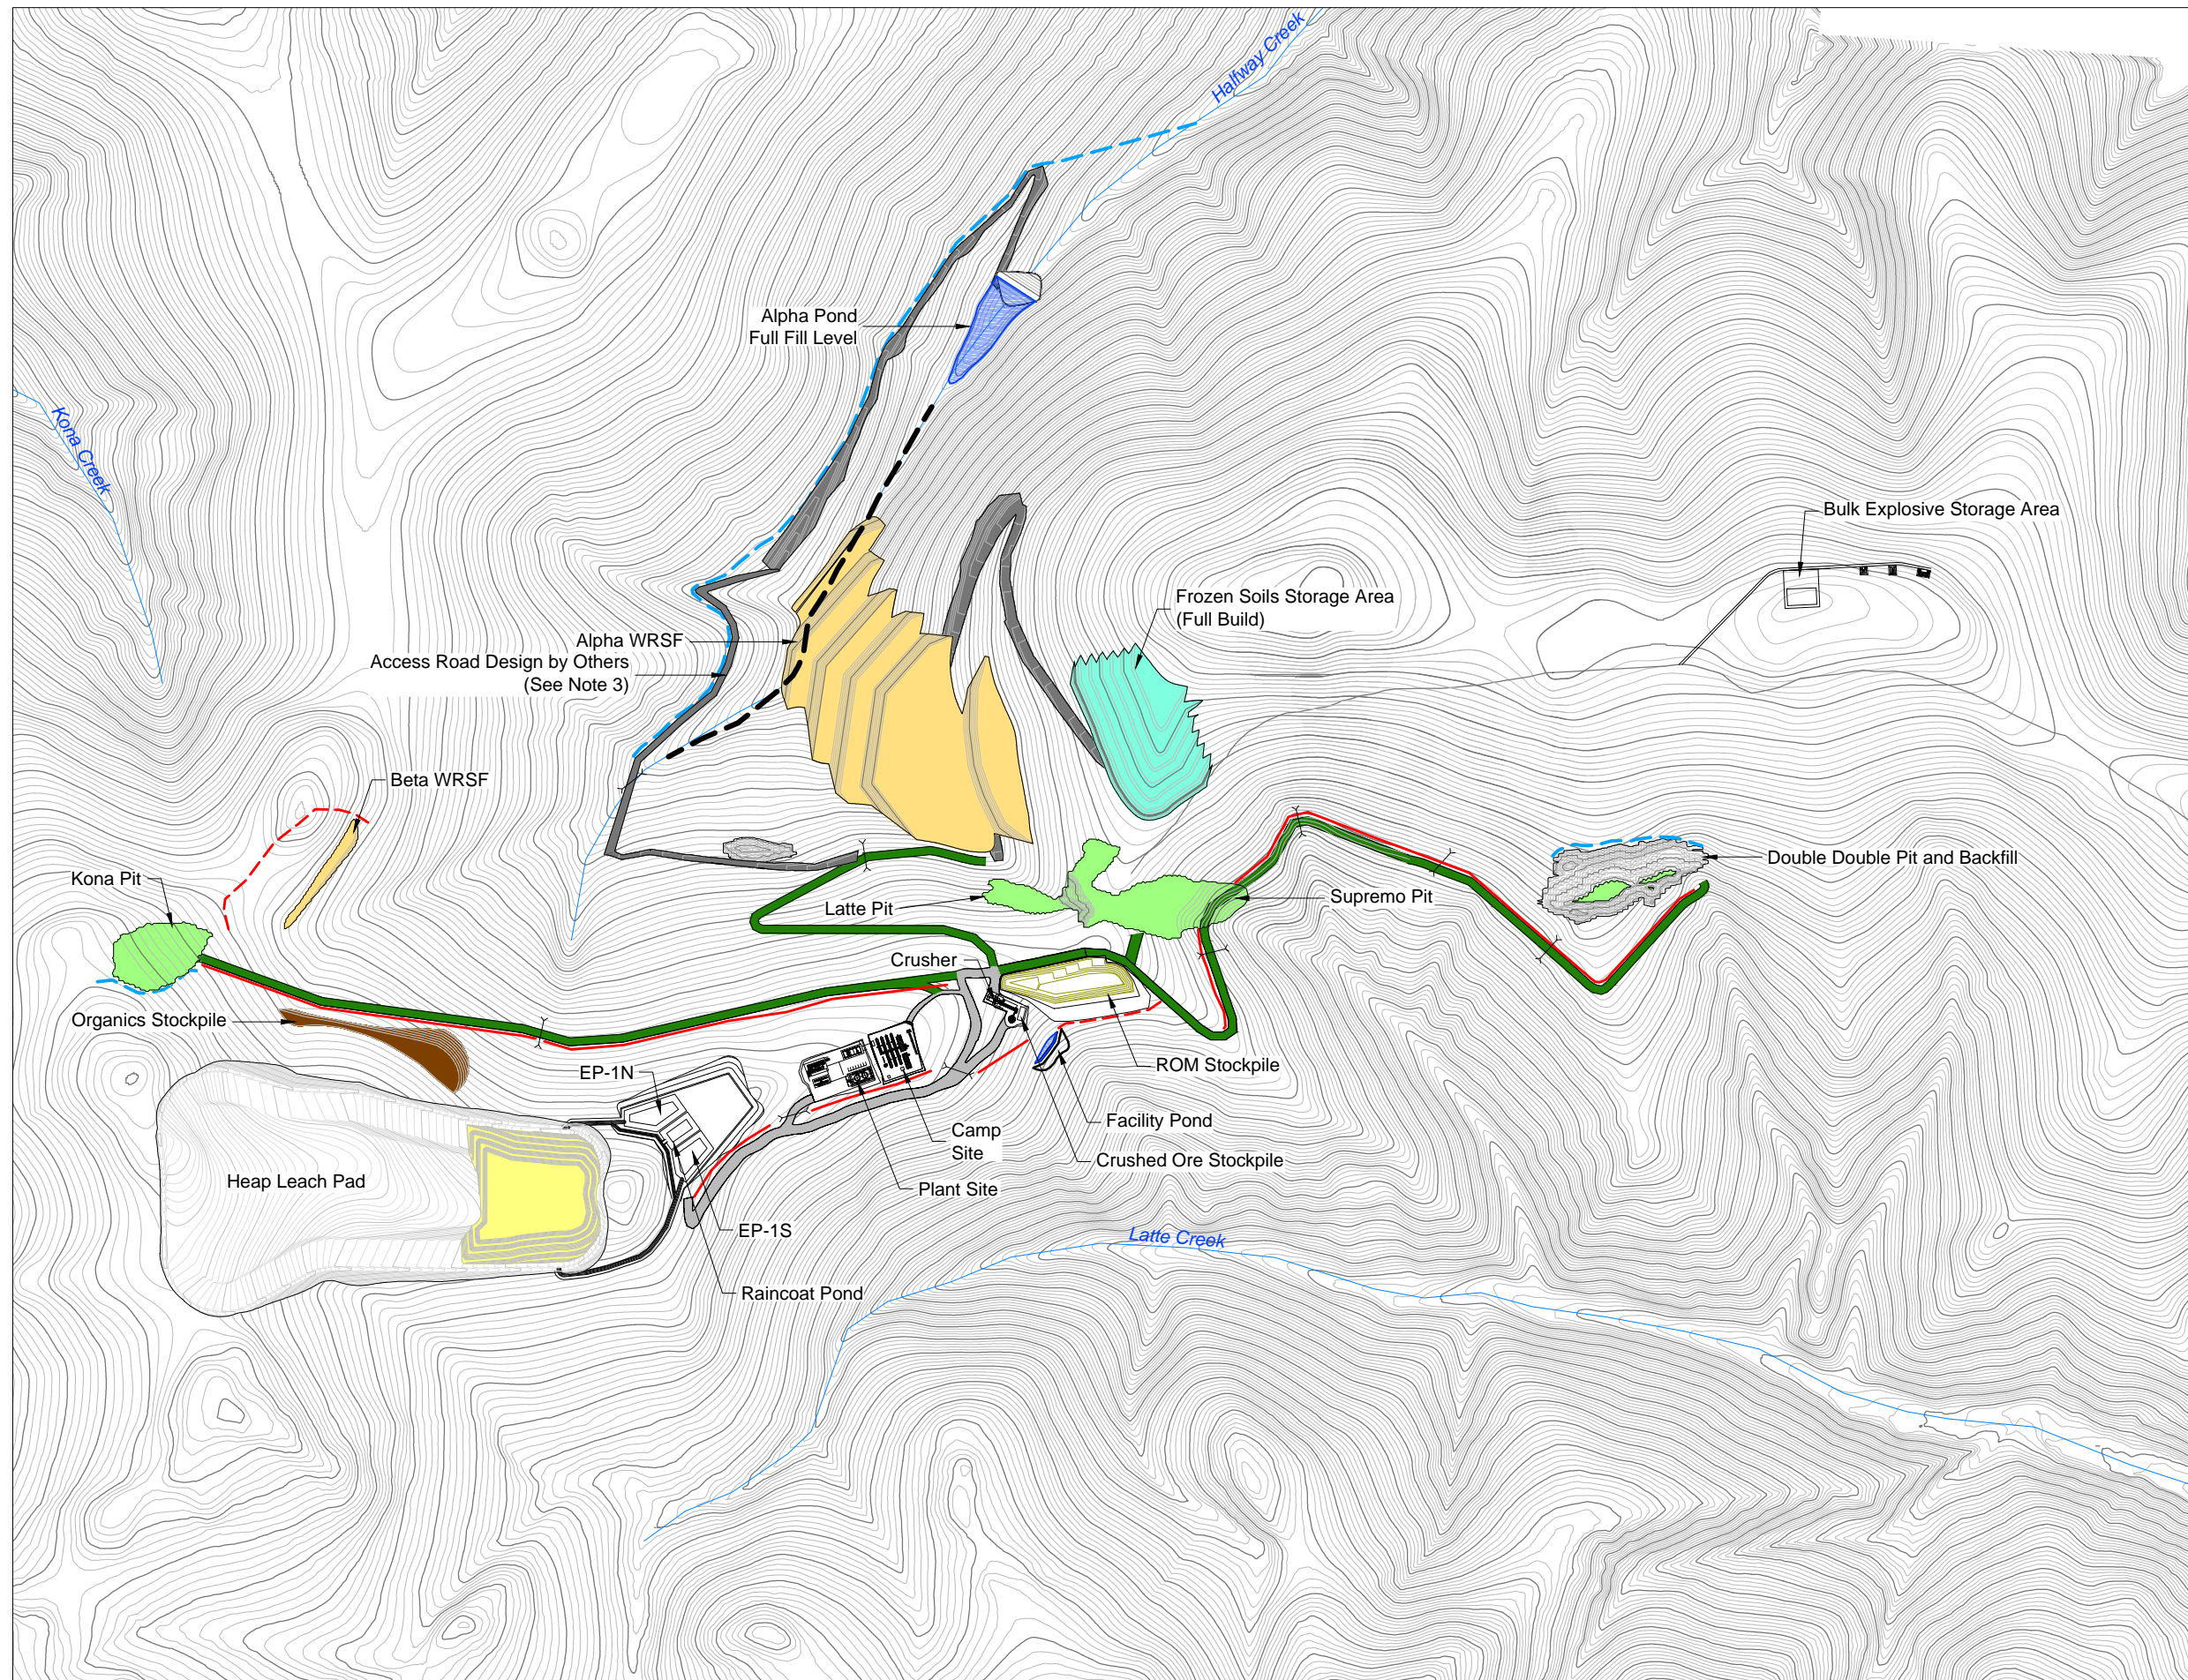 Halfway Creek
Alpha Pond
Full Fill Level
Kona Creek
Bulk Explosive Storage Area
Frozen Soils Storage Area
(Full Build)
Alpha WRSF
Access Road Design by Others
(See Note 3)
Beta WRSF
Double Double Pit and Backfill
Kona Pit
Latte Pit
Supremo Pit
Crusher
Organics Stockpile
ROM Stockpile
EP-1N
Facility Pond
Camp
Site
Crushed Ore Stockpile
Heap Leach Pad
Plant Site
EP-1S
Latte Creek
Raincoat Pond